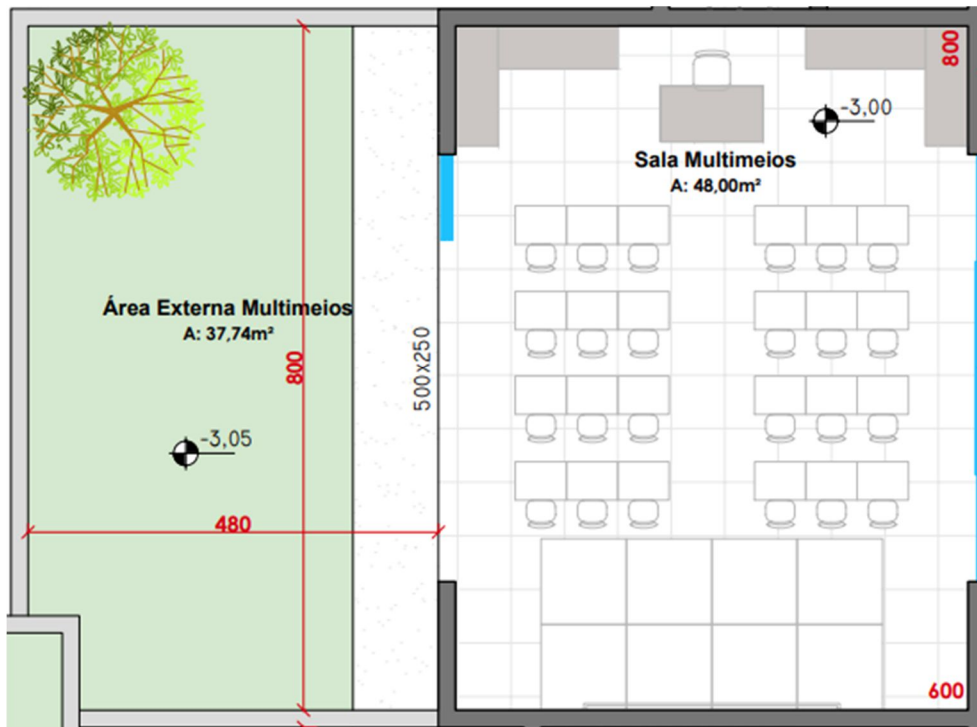 800
-3,00
Sala Multimeios
A: 48,00m²
Área Externa Multimeios
A: 37,74m²
800
500x250
-3,05
480
600